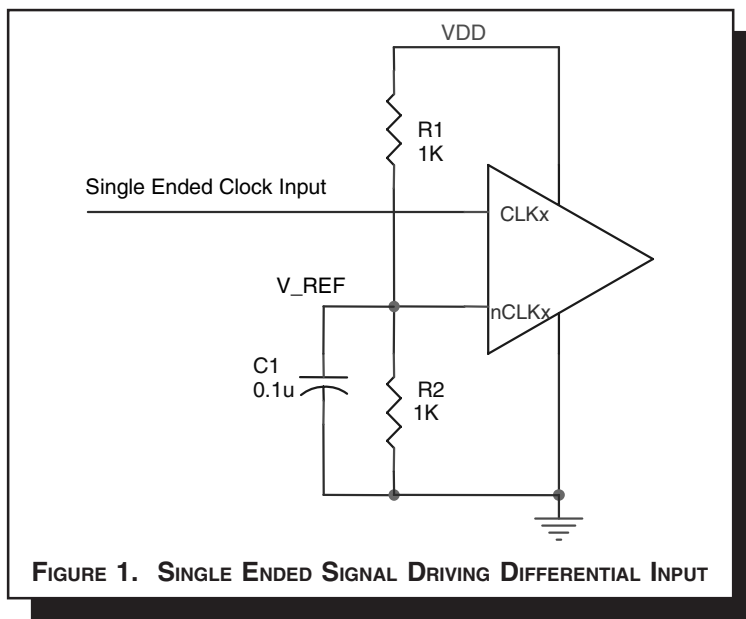 VDD
R1
1K
Single Ended Clock Input
CLKx
V_REF
nCLKx
C1
0.1u
R2
1K
FIGURE 1. SINGLE ENDED SIGNAL DRIVING DIFFERENTIAL INPUT